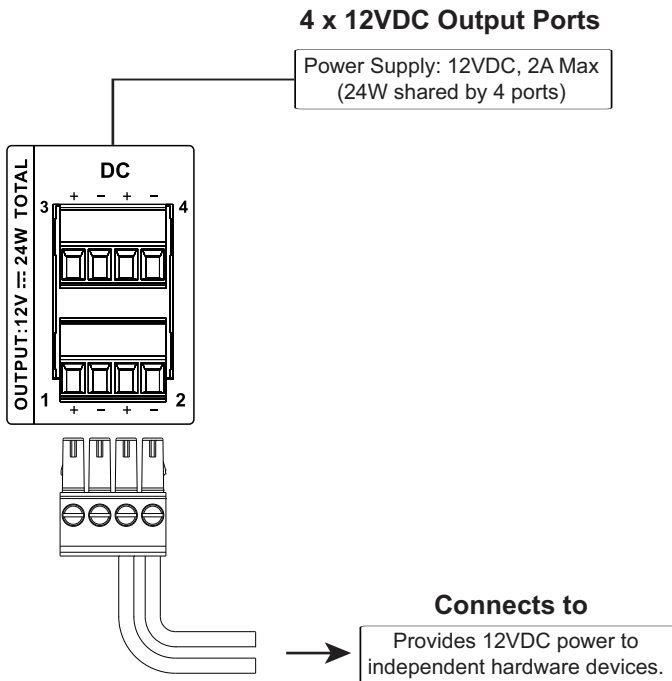 4 x 12VDC Output Ports
Power Supply: 12VDC, 2A Max
(24W shared by 4 ports)
OUTPUT:12V ⎓ 24W TOTAL
DC
+ − + −
3 4
1 2
+ − + −
Connects to
Provides 12VDC power to
independent hardware devices.